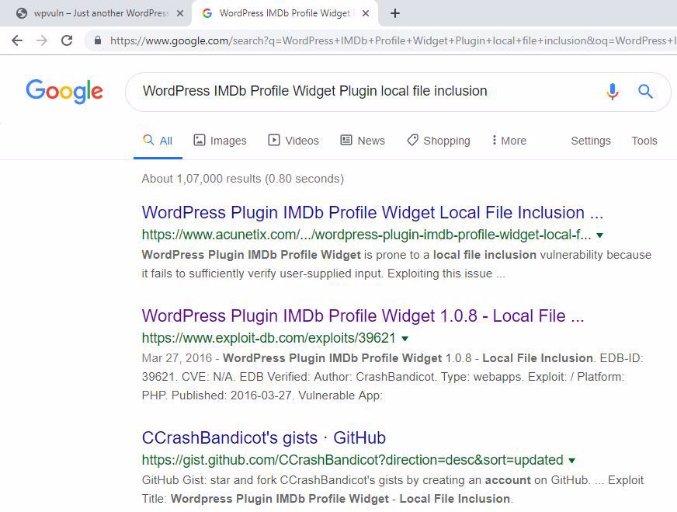 wpvuln – Just another WordPress
WordPress IMDb Profile Widget
https://www.google.com/search?q=WordPress+IMDb+Profile+Widget+Plugin+local+file+inclusion&oq=WordPress+I
Google
WordPress IMDb Profile Widget Plugin local file inclusion
All Images Videos News Shopping More Settings Tools
About 1,07,000 results (0.80 seconds)
WordPress Plugin IMDb Profile Widget Local File Inclusion ...
https://www.acunetix.com/.../wordpress-plugin-imdb-profile-widget-local-f...
WordPress Plugin IMDb Profile Widget is prone to a local file inclusion vulnerability because
it fails to sufficiently verify user-supplied input. Exploiting this issue ...
WordPress Plugin IMDb Profile Widget 1.0.8 - Local File ...
https://www.exploit-db.com/exploits/39621
Mar 27, 2016 - WordPress Plugin IMDb Profile Widget 1.0.8 - Local File Inclusion. EDB-ID:
39621. CVE: N/A. EDB Verified: Author: CrashBandicot. Type: webapps. Exploit: / Platform:
PHP. Published: 2016-03-27. Vulnerable App:
CCrashBandicot's gists · GitHub
https://gist.github.com/CCrashBandicot?direction=desc&sort=updated
GitHub Gist: star and fork CCrashBandicot's gists by creating an account on GitHub. ... Exploit
Title: Wordpress Plugin IMDb Profile Widget - Local File Inclusion.